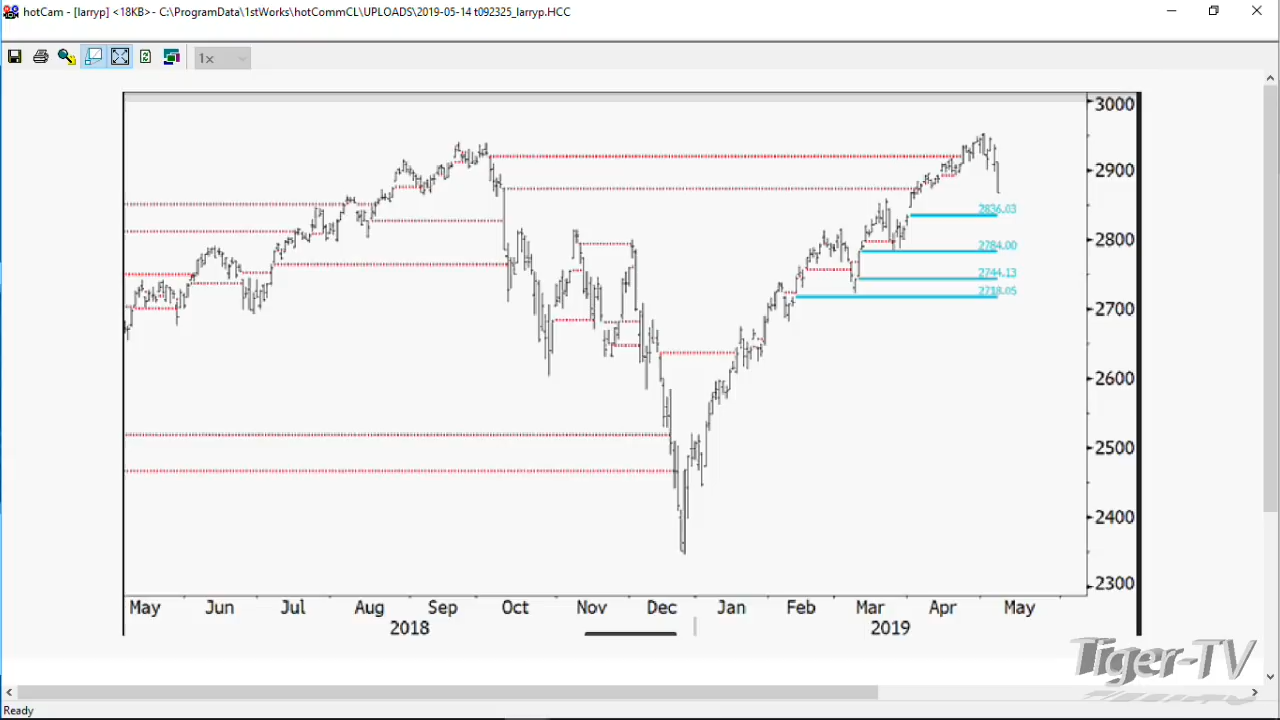 hotCam - [larryp] <18KB> - C:\ProgramData\1stWorks\hotCommCL\UPLOADS\2019-05-14 t092325_larryp.HCC
1x
3000
2900
2836.03
2800
2784.00
2744.13
2718.05
2700
2600
2500
2400
2300
May Jun Jul Aug Sep Oct Nov Dec Jan Feb Mar Apr May
2018 2019
Tiger-TV
Ready